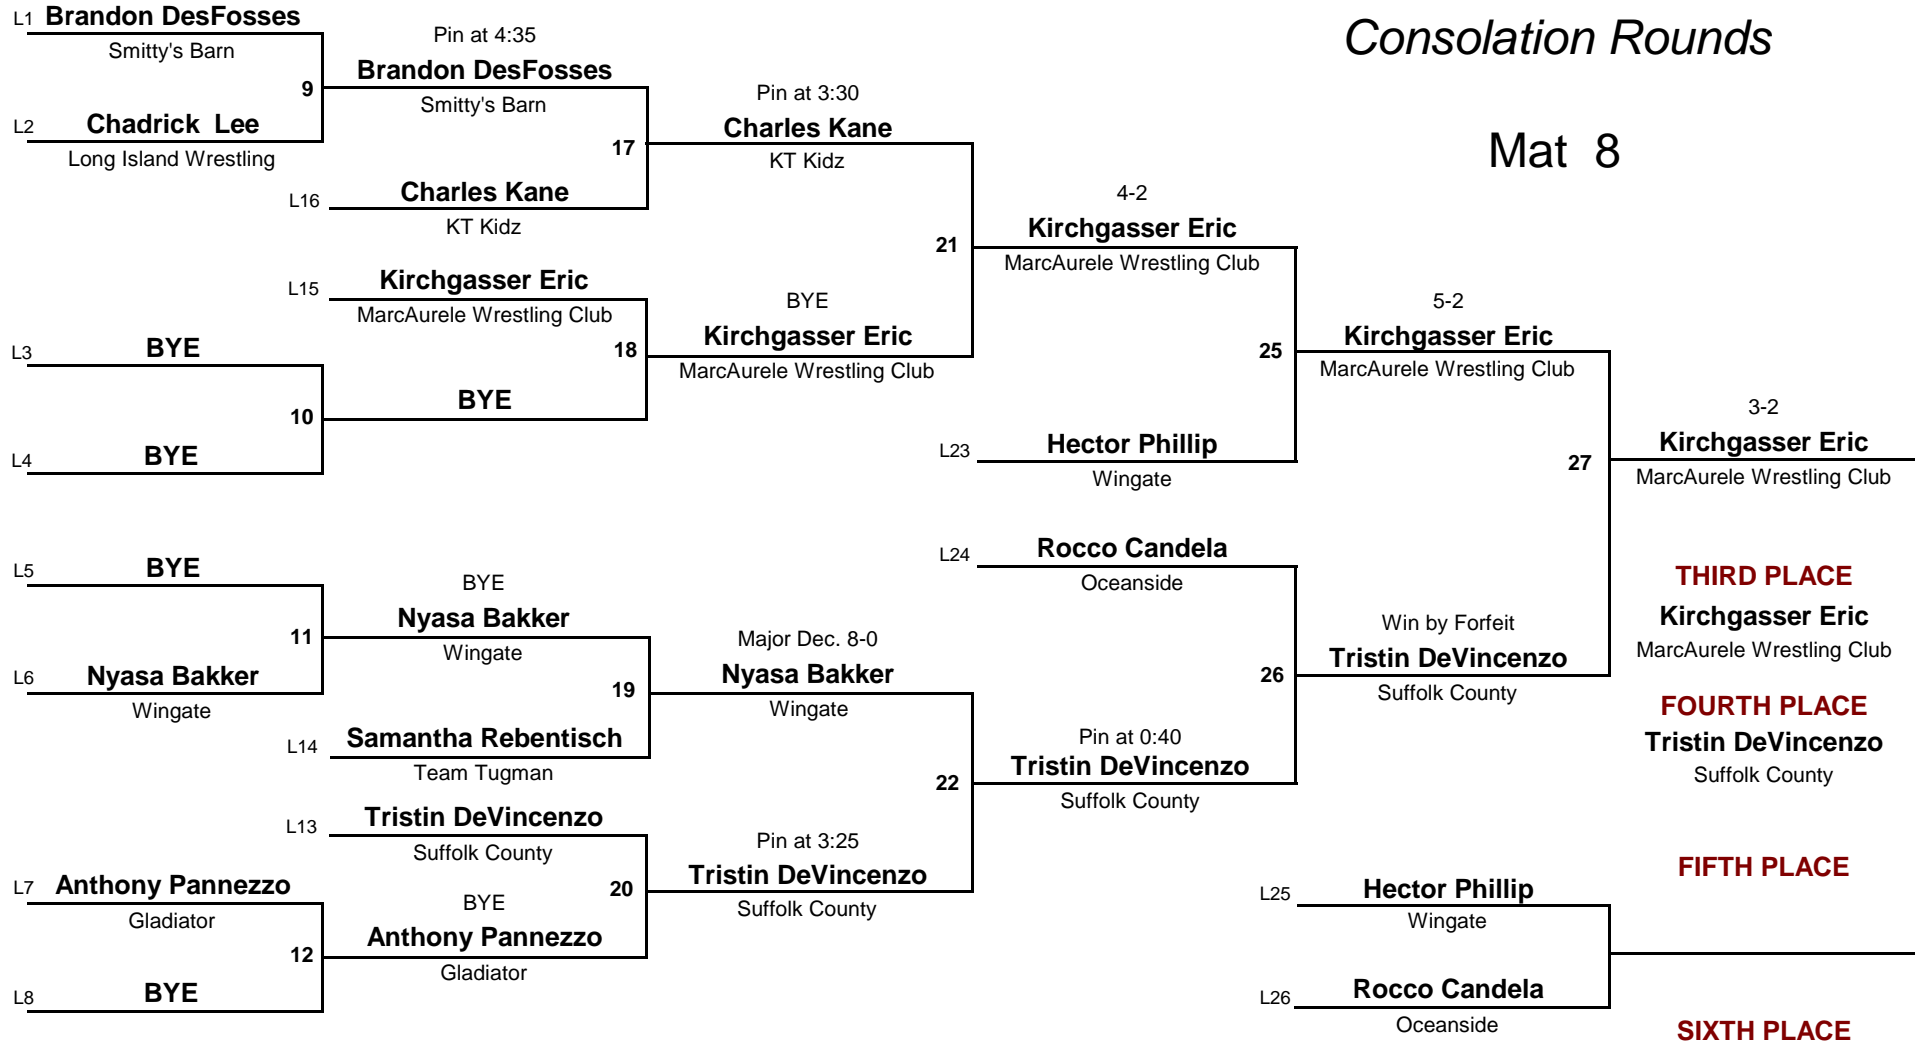 Consolation Rounds
Mat 8
L1 Brandon DesFosses
Smitty's Barn
9
L2 Chadrick Lee
Long Island Wrestling
Pin at 4:35
Brandon DesFosses
Smitty's Barn
17
L16 Charles Kane
KT Kidz
Pin at 3:30
Charles Kane
KT Kidz
21
L15 Kirchgasser Eric
MarcAurele Wrestling Club
18
L3 BYE
10
L4 BYE
BYE
BYE
Kirchgasser Eric
MarcAurele Wrestling Club
4-2
Kirchgasser Eric
MarcAurele Wrestling Club
25
L23 Hector Phillip
Wingate
5-2
Kirchgasser Eric
MarcAurele Wrestling Club
27
3-2
Kirchgasser Eric
MarcAurele Wrestling Club
L5 BYE
11
L6 Nyasa Bakker
Wingate
BYE
Nyasa Bakker
Wingate
19
L14 Samantha Rebentisch
Team Tugman
Major Dec. 8-0
Nyasa Bakker
Wingate
22
L13 Tristin DeVincenzo
Suffolk County
20
L7 Anthony Pannezzo
Gladiator
12
L8 BYE
BYE
Anthony Pannezzo
Gladiator
Pin at 3:25
Tristin DeVincenzo
Suffolk County
L24 Rocco Candela
Oceanside
26
Pin at 0:40
Tristin DeVincenzo
Suffolk County
Win by Forfeit
Tristin DeVincenzo
Suffolk County
THIRD PLACE
Kirchgasser Eric
MarcAurele Wrestling Club
FOURTH PLACE
Tristin DeVincenzo
Suffolk County
FIFTH PLACE
L25 Hector Phillip
Wingate
L26 Rocco Candela
Oceanside
SIXTH PLACE